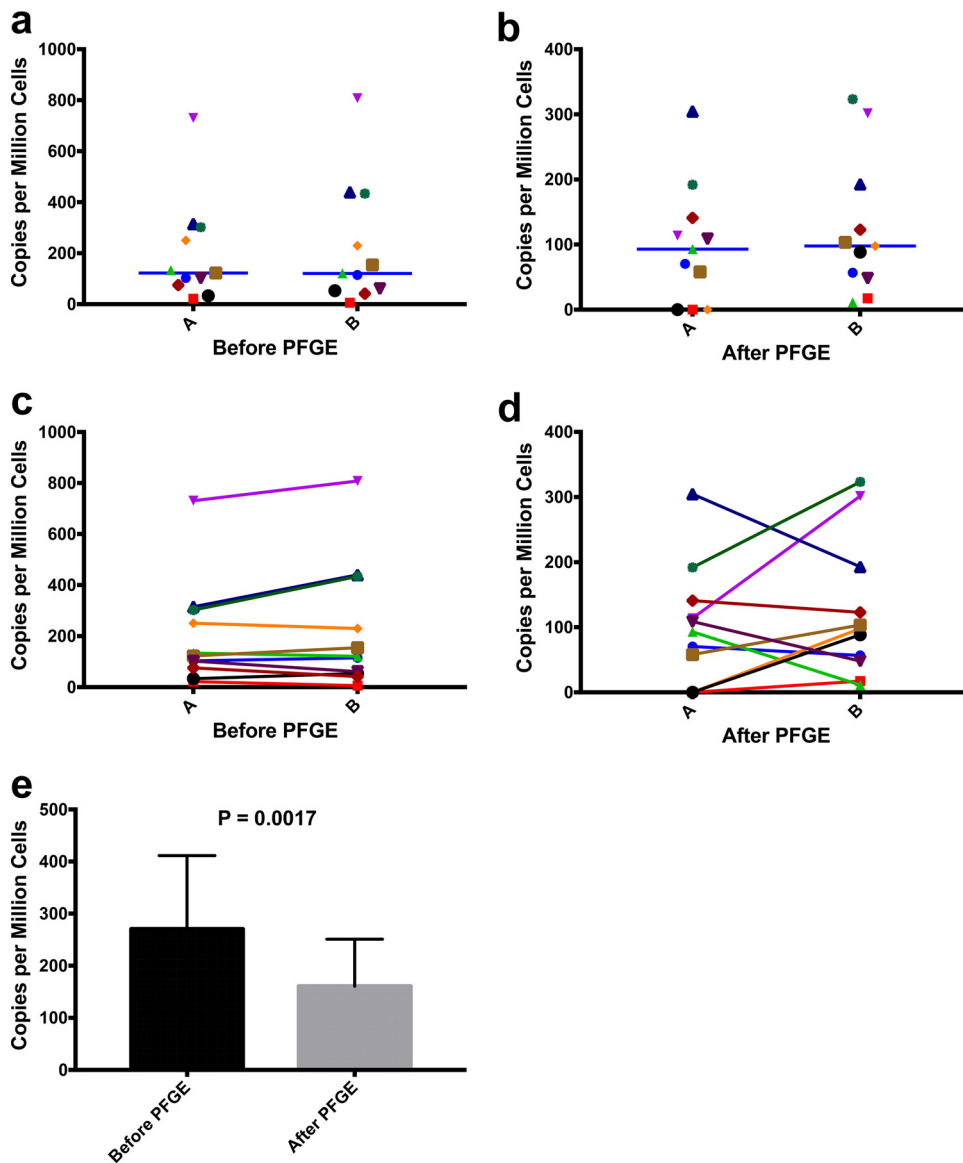 a
Copies per Million Cells
1000
800
600
400
200
0
A
B
Before PFGE
b
Copies per Million Cells
400
300
200
100
0
A
B
After PFGE
c
Copies per Million Cells
1000
800
600
400
200
0
A
B
Before PFGE
d
Copies per Million Cells
400
300
200
100
0
A
B
After PFGE
e
Copies per Million Cells
500
400
300
200
100
0
P = 0.0017
Before PFGE
After PFGE